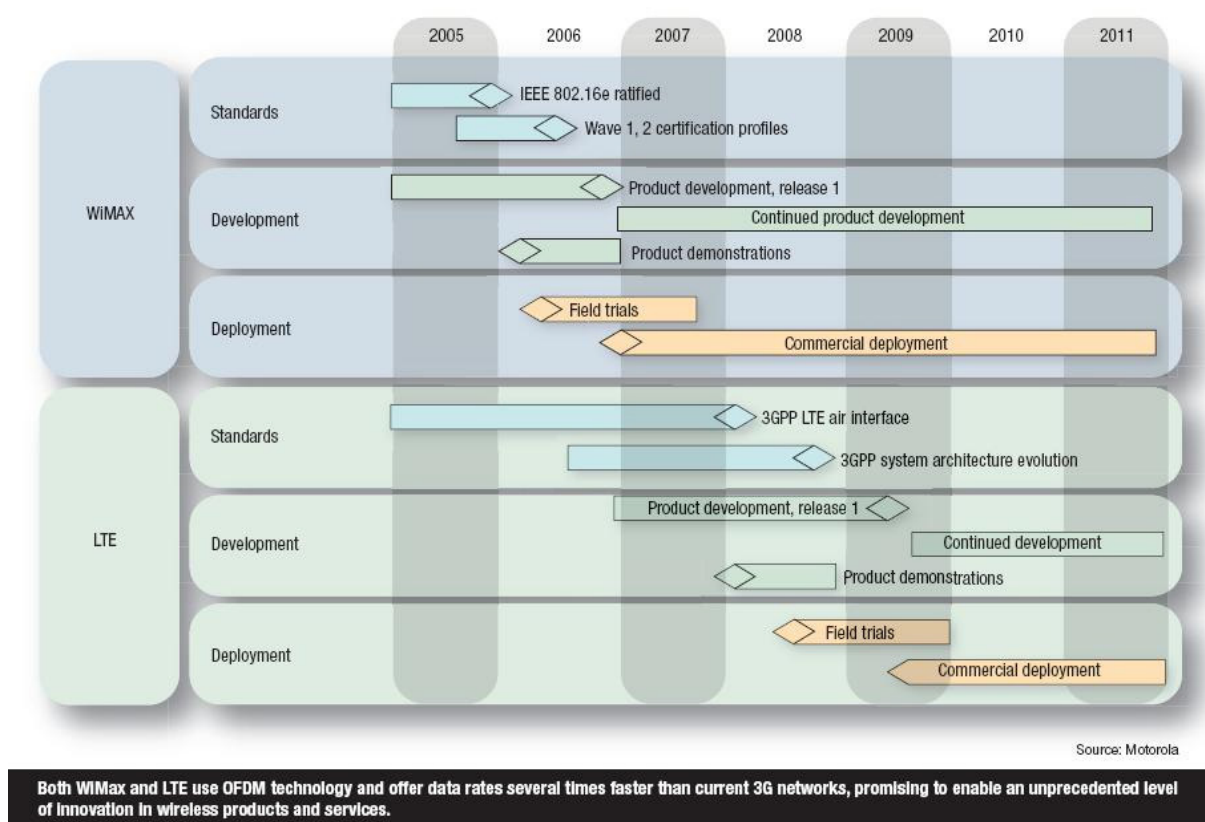 2005 2006 2007 2008 2009 2010 2011
WiMAX
Standards
IEEE 802.16e ratified
Wave 1, 2 certification profiles
Development
Product development, release 1
Continued product development
Product demonstrations
Deployment
Field trials
Commercial deployment
LTE
Standards
3GPP LTE air interface
3GPP system architecture evolution
Development
Product development, release 1
Continued development
Product demonstrations
Deployment
Field trials
Commercial deployment
Source: Motorola
Both WiMax and LTE use OFDM technology and offer data rates several times faster than current 3G networks, promising to enable an unprecedented level
of innovation in wireless products and services.